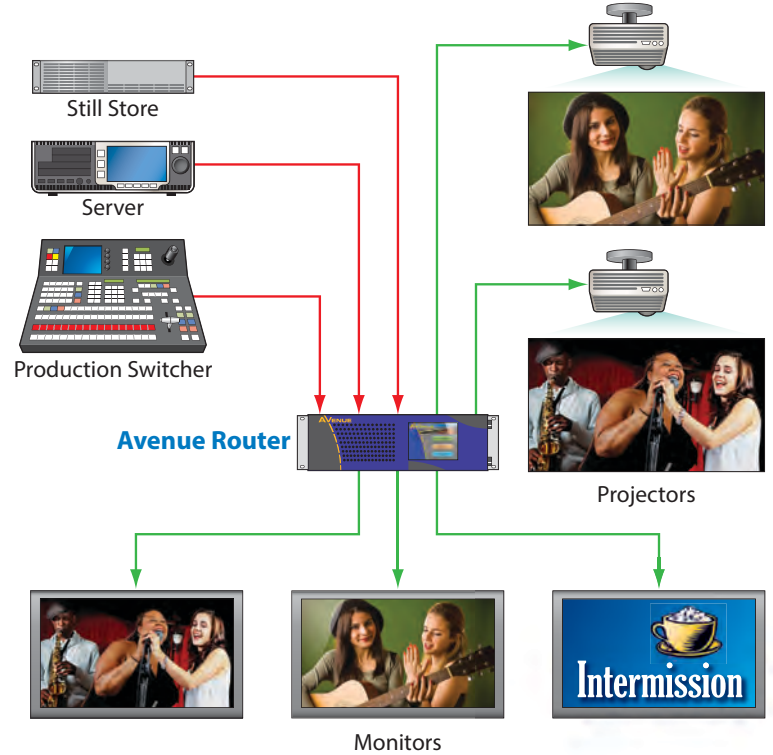 Still Store
Server
Production Switcher
Avenue Router
AVENUE
Projectors
Intermission
Monitors